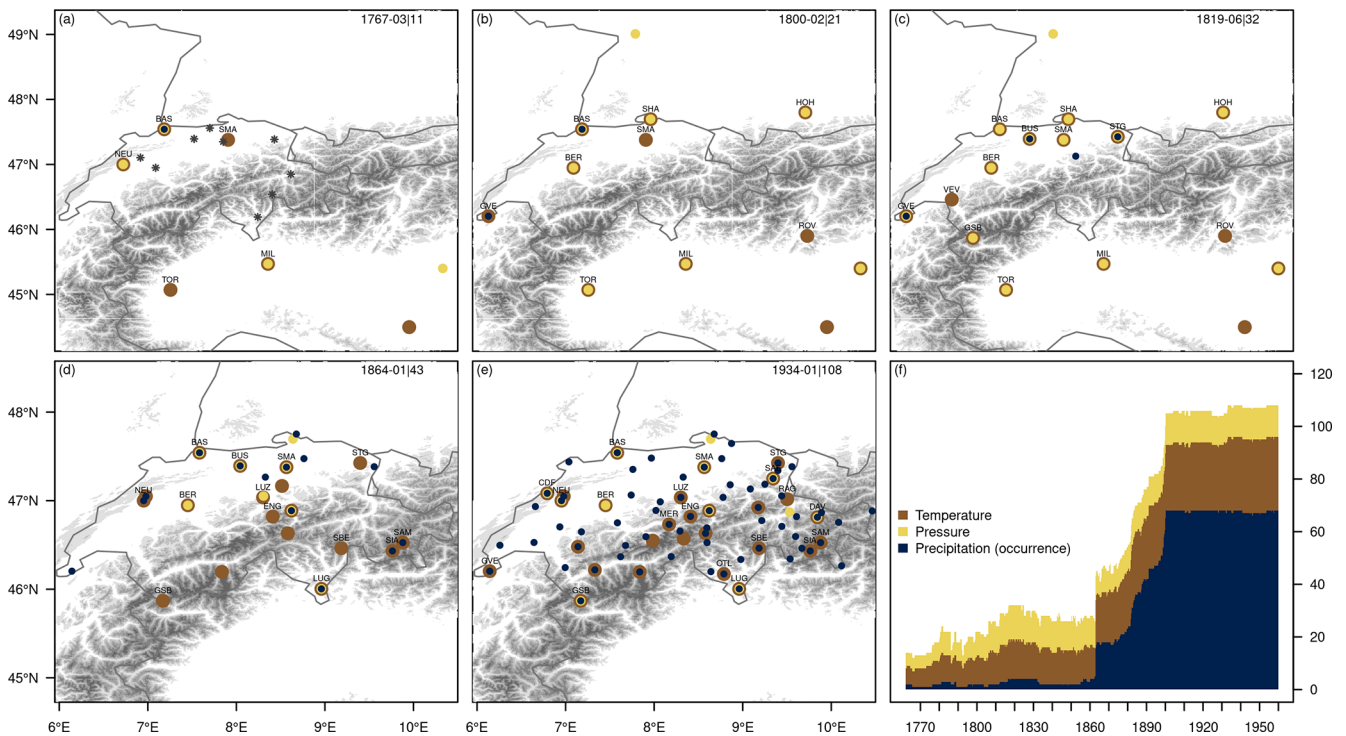 (a) 1767-03|11
49°N
48°N
47°N
46°N
45°N
BAS
SMA
NEU
MIL
TOR
(b) 1800-02|21
SHA
HOH
BAS
SMA
BER
GVE
ROV
MIL
TOR
(c) 1819-06|32
SHA
HOH
BAS
BUS
SMA
STG
BER
VEV
GVE
GSB
ROV
MIL
TOR
(d) 1864-01|43
48°N
47°N
46°N
45°N
BAS
BUS
SMA
STG
NEU
BER
LUZ
ENG
SBE
SAM
SIA
LUG
GSB
6°E 7°E 8°E 9°E 10°E
(e) 1934-01|108
BAS
SMA
STG
CDF
NEU
BER
LUZ
RAG
MER
ENG
DAV
SBE
SAM
SIA
GVE
OTL
LUG
GSB
6°E 7°E 8°E 9°E 10°E
(f)
Temperature
Pressure
Precipitation (occurrence)
120
100
80
60
40
20
0
1770 1800 1830 1860 1890 1920 1950